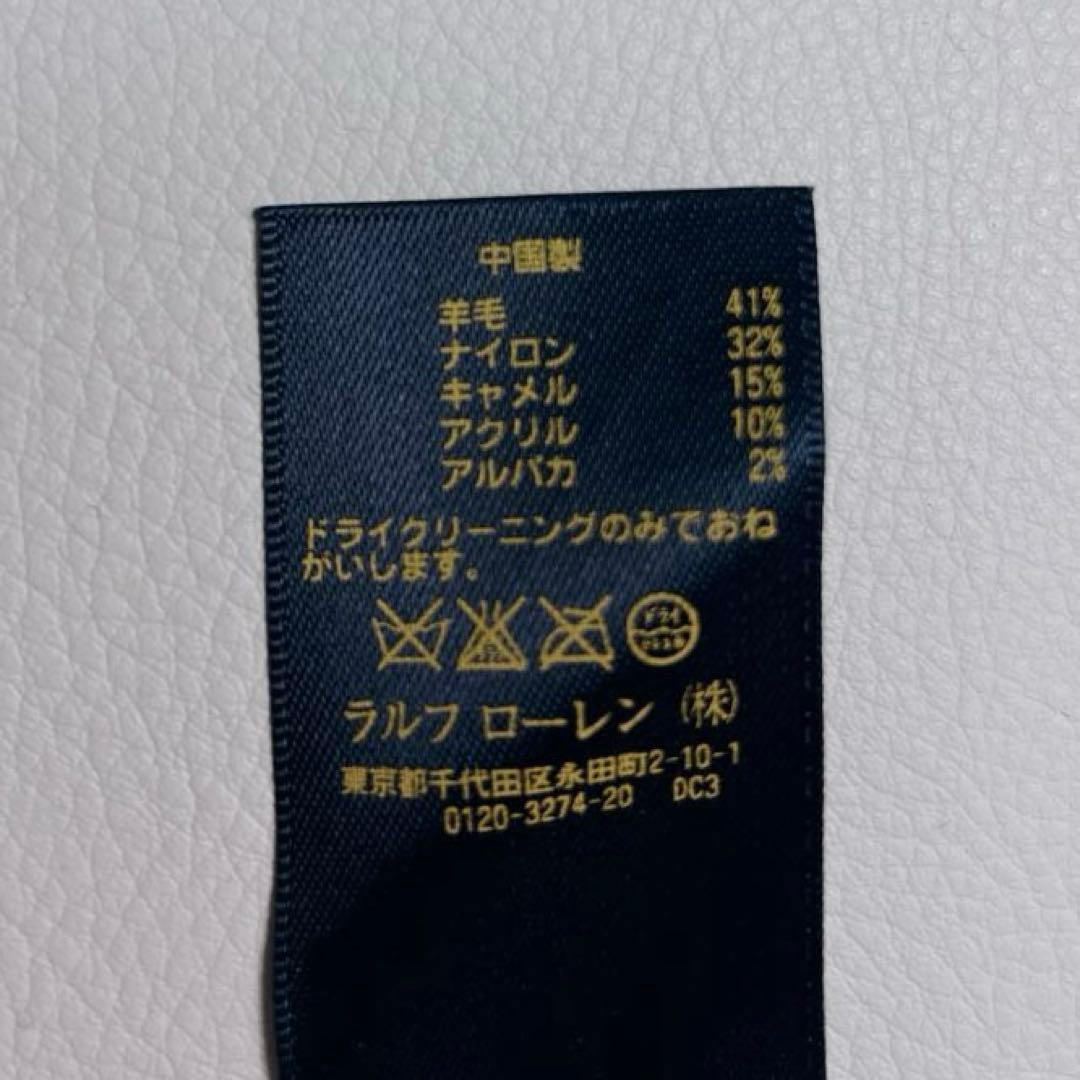 中国製
羊毛 41%
ナイロン 32%
キャメル 15%
アクリル 10%
アルパカ 2%
ドライクリーニングのみでおね
がいします。
ドライ
ラルフ ローレン (株)
東京都千代田区永田町2-10-1
0120-3274-20 DC3